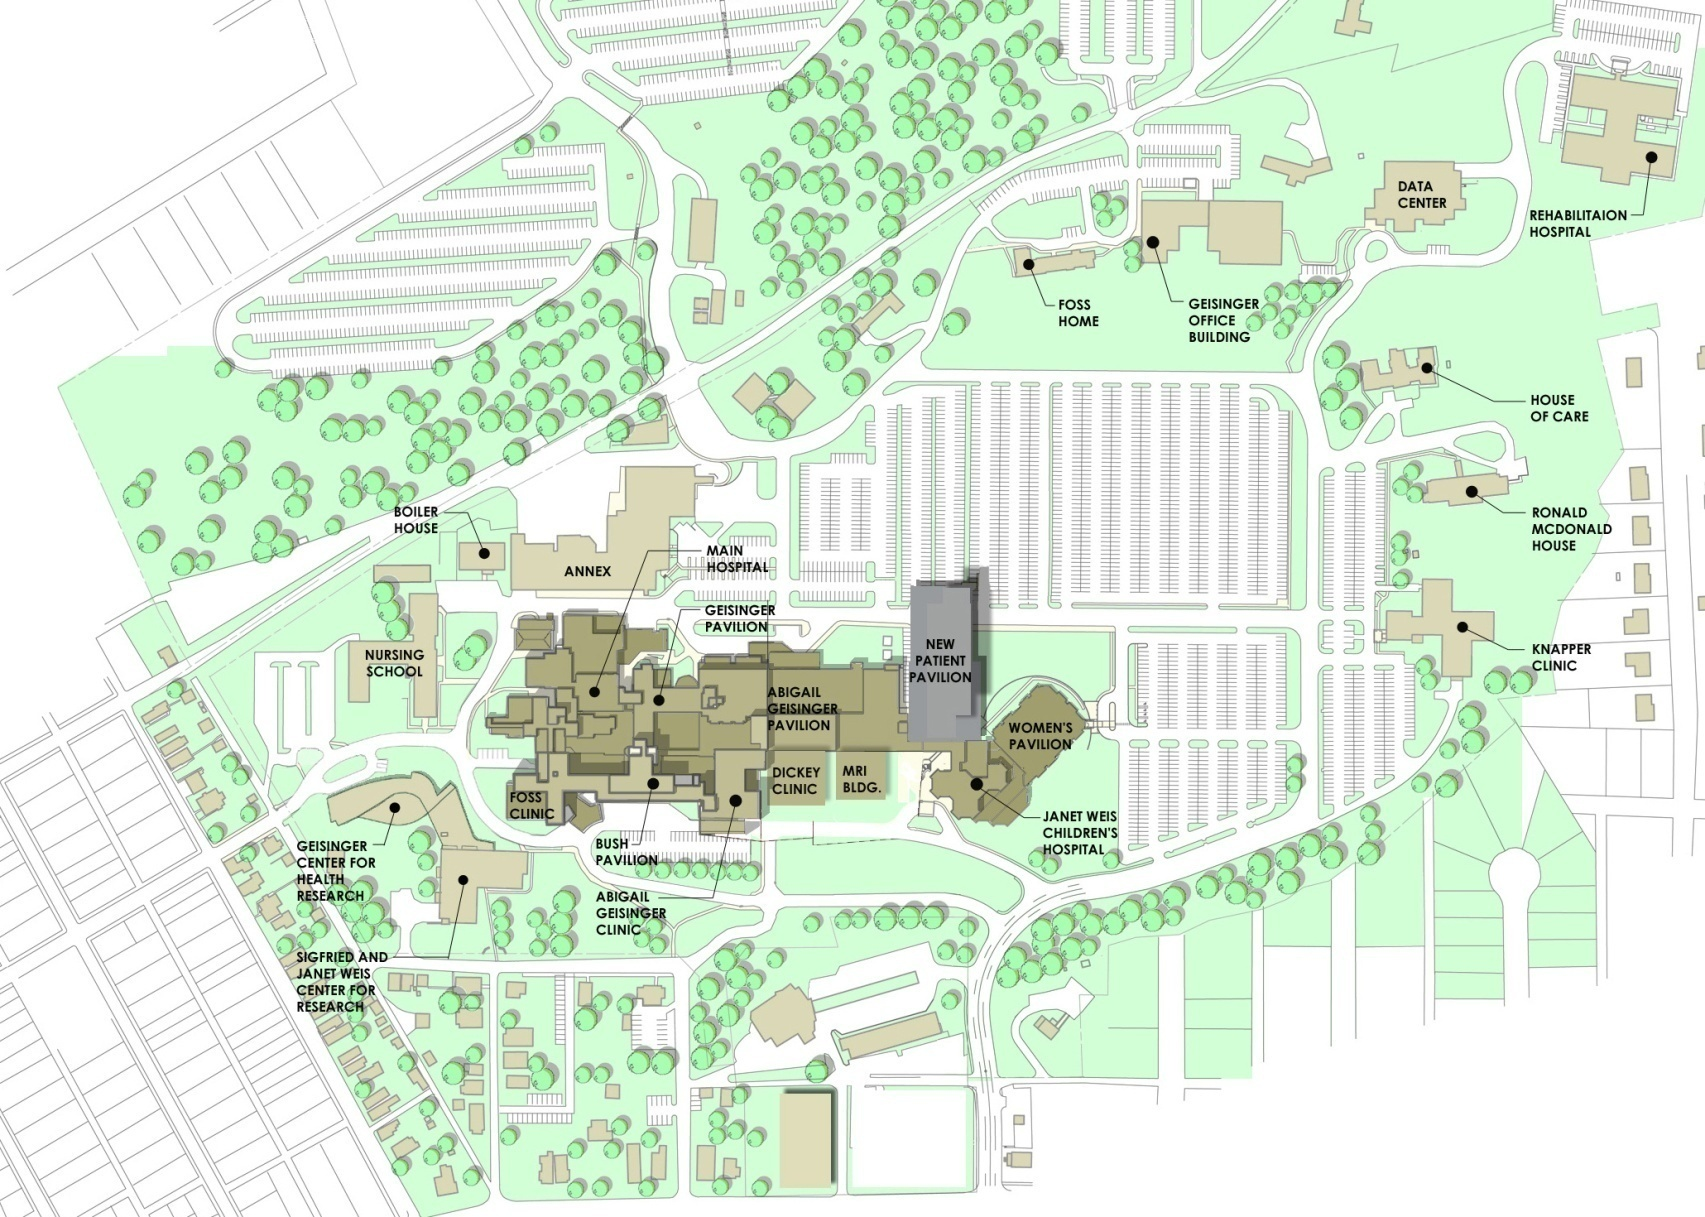 DATA
CENTER
REHABILITAION
HOSPITAL
FOSS
HOME
GEISINGER
OFFICE
BUILDING
HOUSE
OF CARE
BOILER
HOUSE
RONALD
MCDONALD
HOUSE
MAIN
HOSPITAL
ANNEX
GEISINGER
PAVILION
NURSING
SCHOOL
NEW
PATIENT
PAVILION
KNAPPER
CLINIC
ABIGAIL
GEISINGER
PAVILION
WOMEN'S
PAVILION
DICKEY
CLINIC
MRI
BLDG.
FOSS
CLINIC
JANET WEIS
CHILDREN'S
HOSPITAL
GEISINGER
CENTER FOR
HEALTH
RESEARCH
BUSH
PAVILION
ABIGAIL
GEISINGER
CLINIC
SIGFRIED AND
JANET WEIS
CENTER FOR
RESEARCH